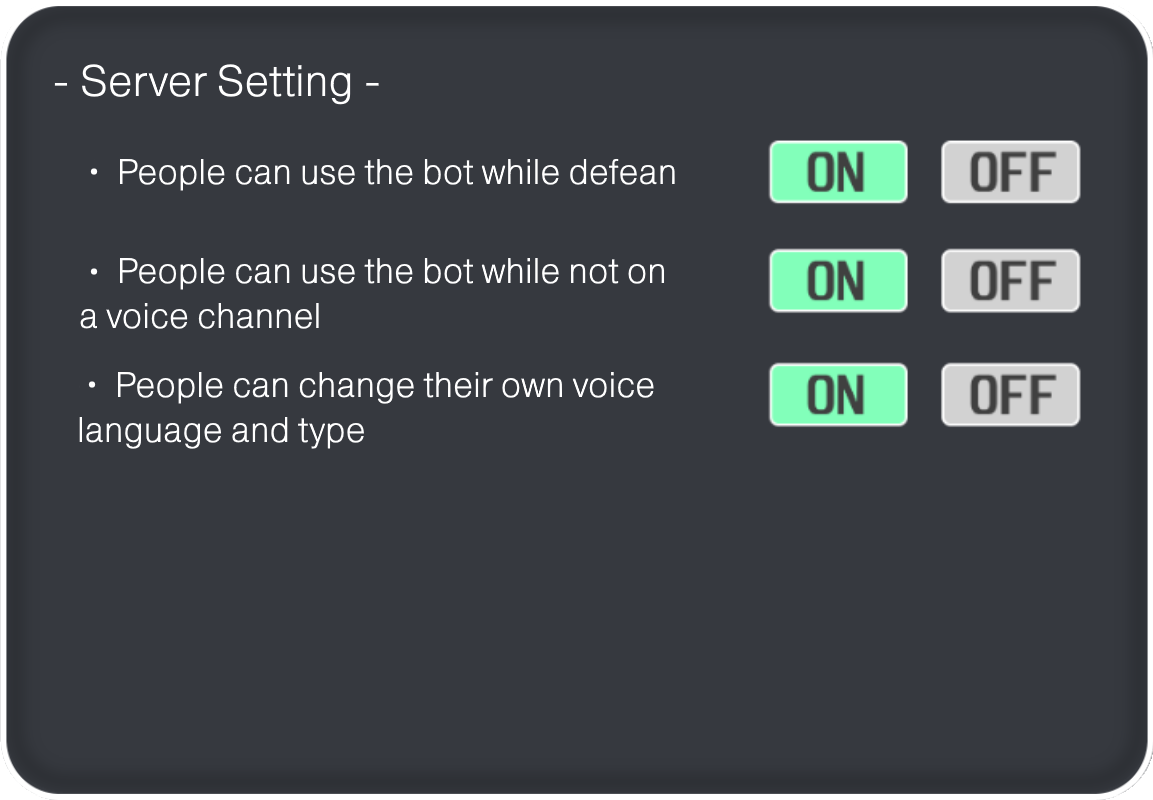 - Server Setting -
・ People can use the bot while defean ON OFF
・ People can use the bot while not on ON OFF
a voice channel
・ People can change their own voice ON OFF
language and type